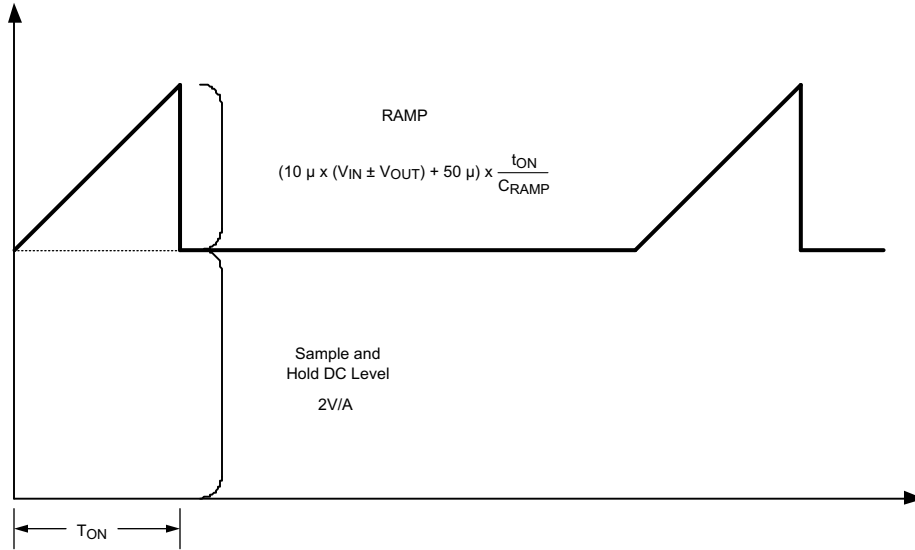 RAMP
(10 µ x (VIN ± VOUT) + 50 µ) x tON
CRAMP
Sample and
Hold DC Level
2V/A
TON